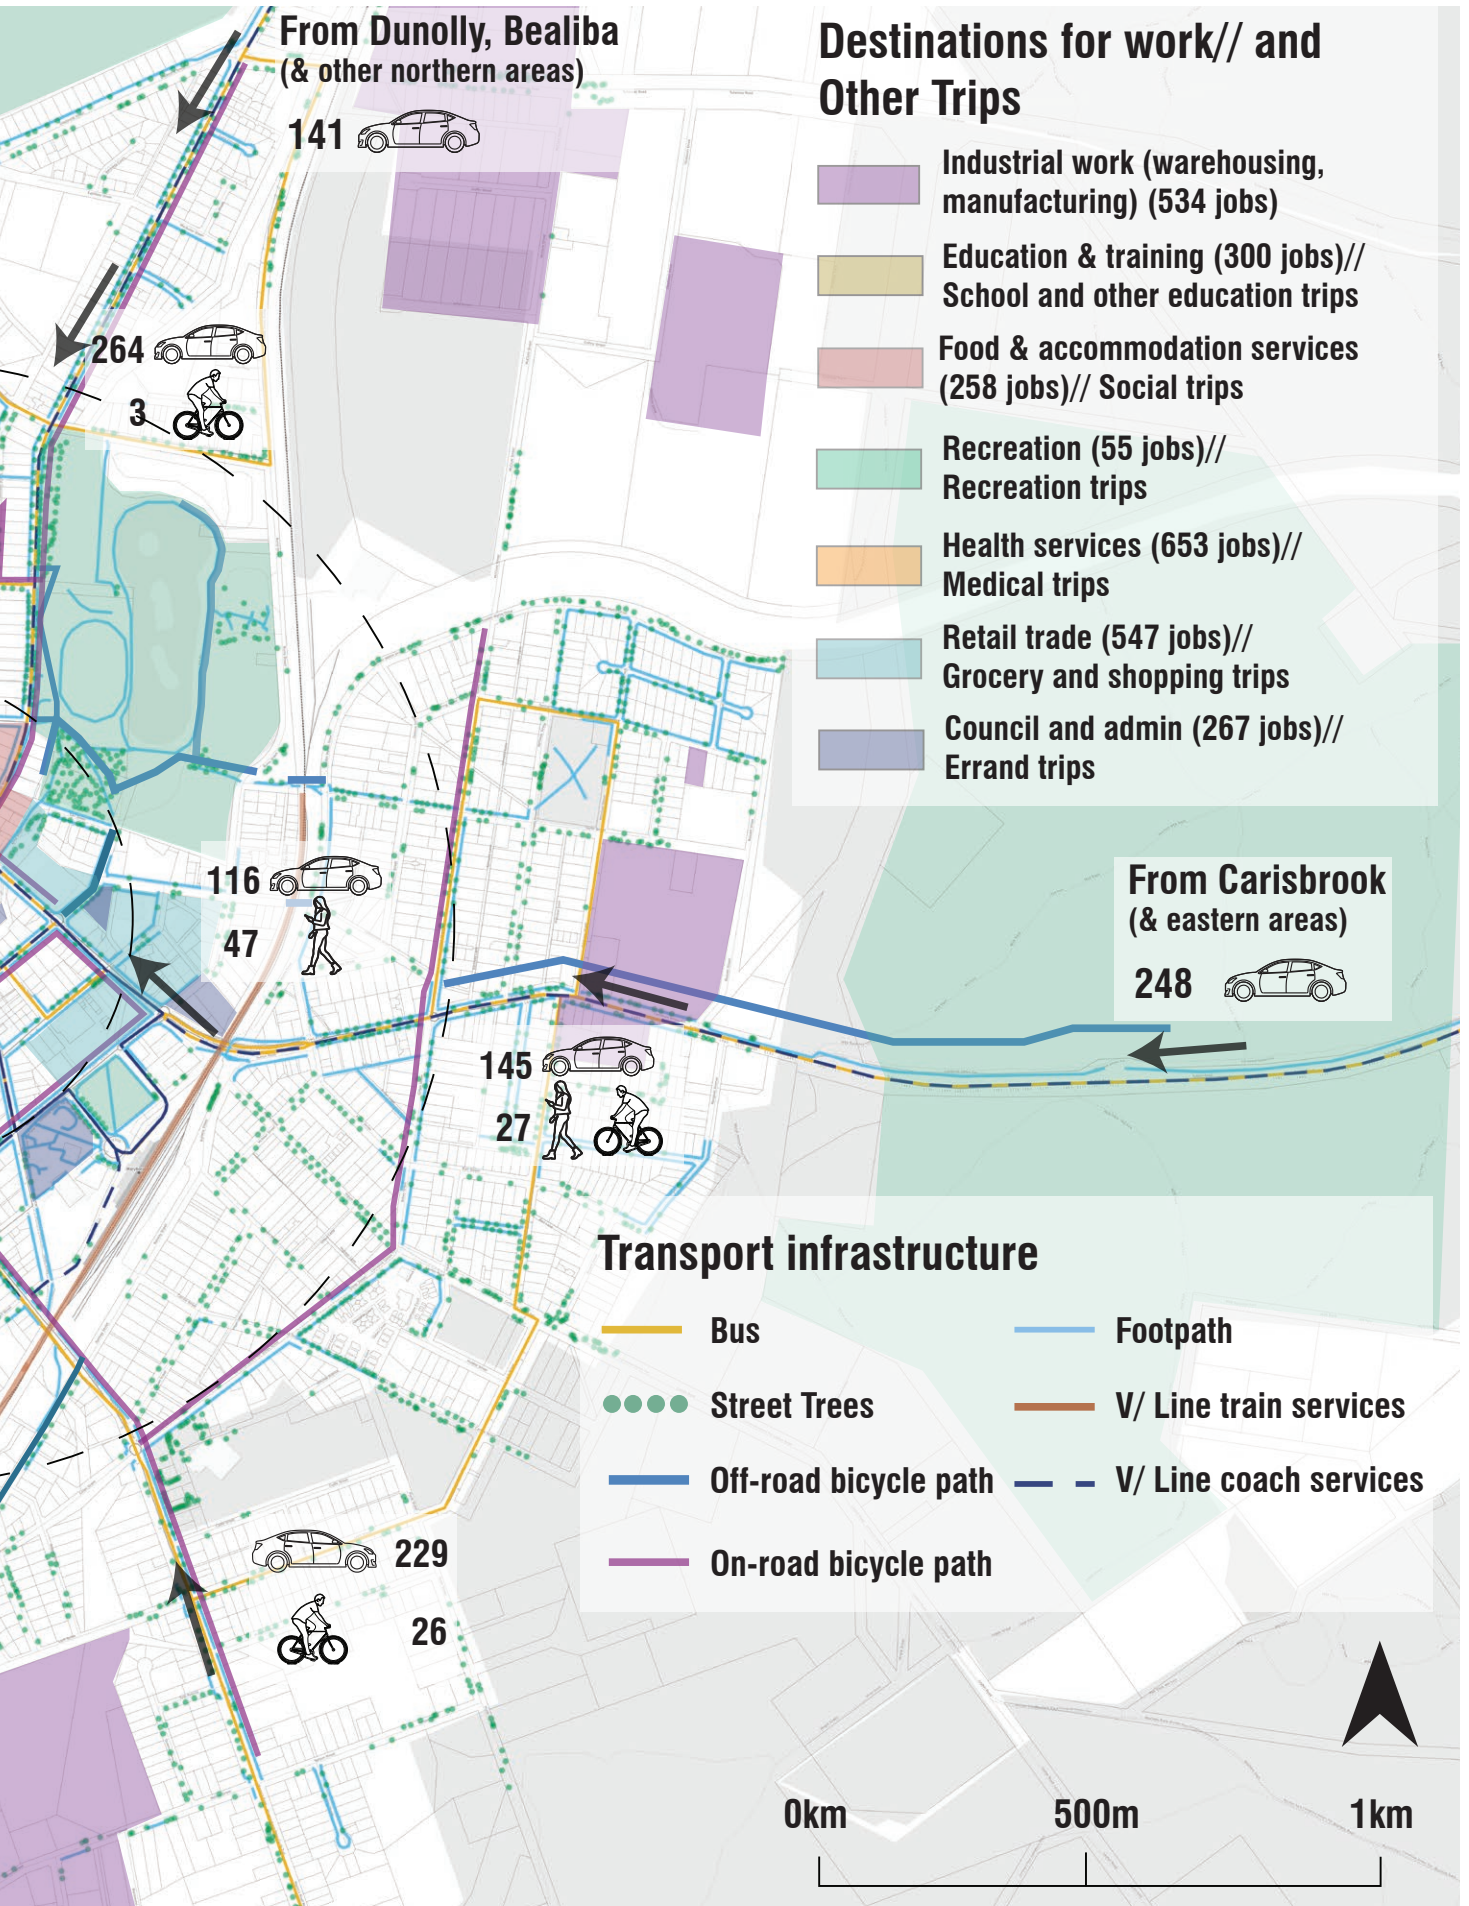 From Dunolly, Bealiba
(& other northern areas)
141
264
3
116
47
145
27
229
26
From Carisbrook
(& eastern areas)
248
Destinations for work// and
Other Trips
Industrial work (warehousing,
manufacturing) (534 jobs)
Education & training (300 jobs)//
School and other education trips
Food & accommodation services
(258 jobs)// Social trips
Recreation (55 jobs)//
Recreation trips
Health services (653 jobs)//
Medical trips
Retail trade (547 jobs)//
Grocery and shopping trips
Council and admin (267 jobs)//
Errand trips
Transport infrastructure
Bus
Street Trees
Off-road bicycle path
On-road bicycle path
Footpath
V/ Line train services
V/ Line coach services
0km
500m
1km